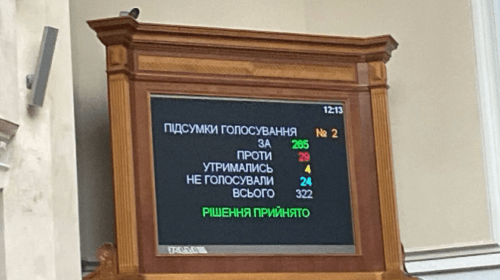 12:13
ПІДСУМКИ ГОЛОСУВАННЯ № 2
ЗА 265
ПРОТИ 29
УТРИМАЛИСЬ 4
НЕ ГОЛОСУВАЛИ 24
ВСЬОГО 322
РІШЕННЯ ПРИЙНЯТО